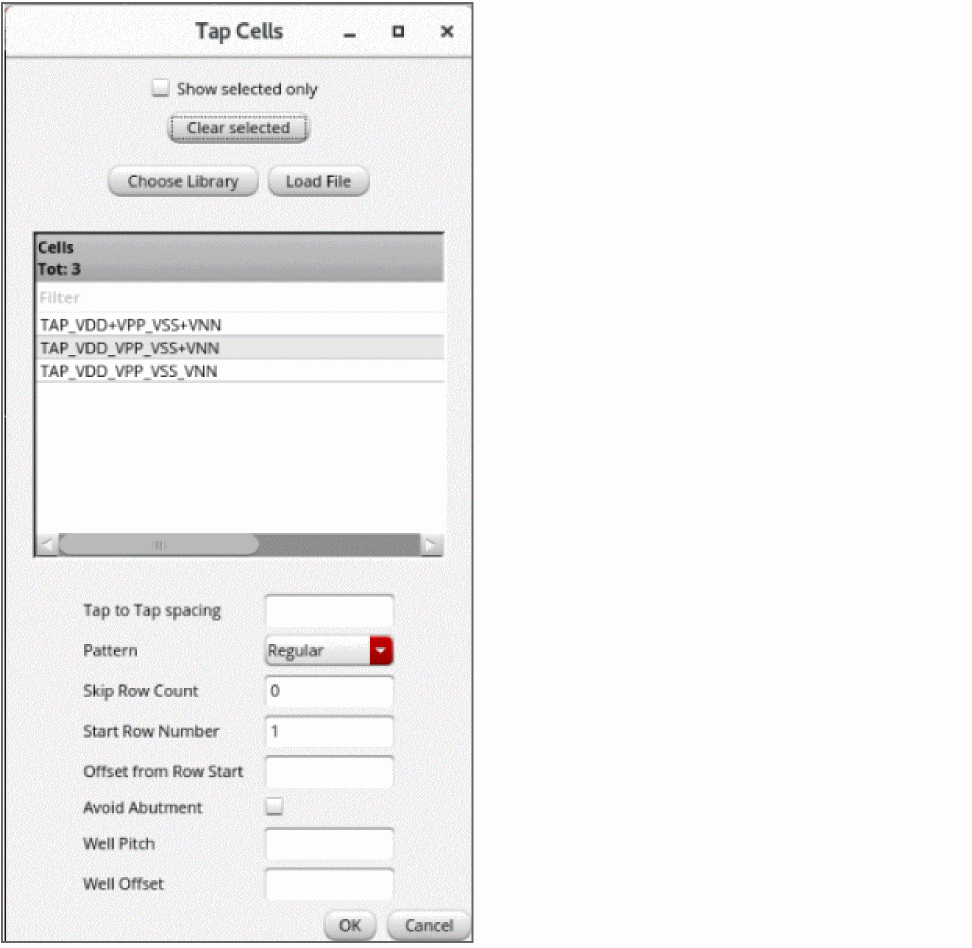 Tap Cells
Show selected only
Clear selected
Choose Library Load File
Cells
Tot: 3
Filter
TAP_VDD+VPP_VSS+VNN
TAP_VDD_VPP_VSS+VNN
TAP_VDD_VPP_VSS_VNN
Tap to Tap spacing
Pattern Regular
Skip Row Count 0
Start Row Number 1
Offset from Row Start
Avoid Abutment
Well Pitch
Well Offset
OK Cancel